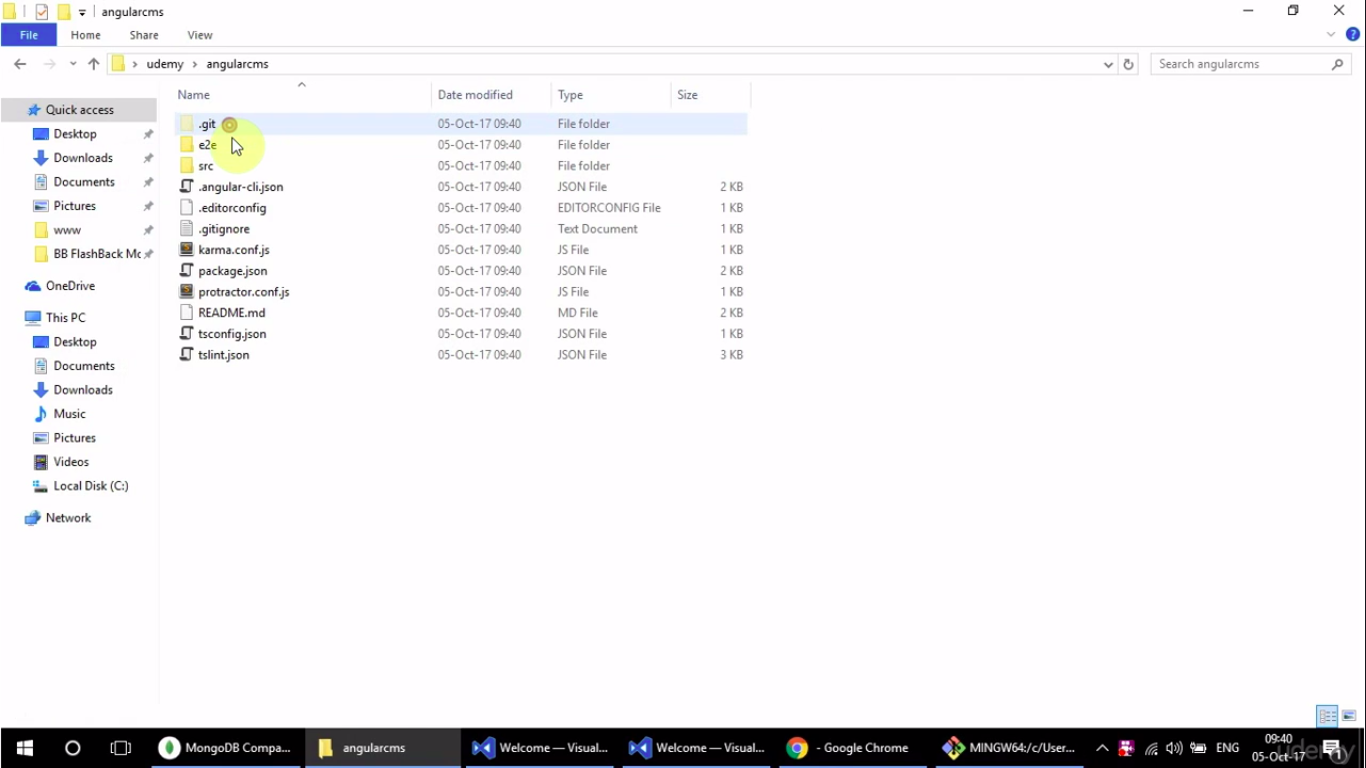 angularcms
File Home Share View
udemy angularcms Search angularcms
Name Date modified Type Size
Quick access
Desktop
Downloads
Documents
Pictures
www
BB FlashBack Mc
OneDrive
This PC
Desktop
Documents
Downloads
Music
Pictures
Videos
Local Disk (C:)
Network
.git 05-Oct-17 09:40 File folder
e2e 05-Oct-17 09:40 File folder
src 05-Oct-17 09:40 File folder
.angular-cli.json 05-Oct-17 09:40 JSON File 2 KB
.editorconfig 05-Oct-17 09:40 EDITORCONFIG File 1 KB
.gitignore 05-Oct-17 09:40 Text Document 1 KB
karma.conf.js 05-Oct-17 09:40 JS File 1 KB
package.json 05-Oct-17 09:40 JSON File 2 KB
protractor.conf.js 05-Oct-17 09:40 JS File 1 KB
README.md 05-Oct-17 09:40 MD File 2 KB
tsconfig.json 05-Oct-17 09:40 JSON File 1 KB
tslint.json 05-Oct-17 09:40 JSON File 3 KB
MongoDB Compa... angularcms Welcome — Visual... Welcome — Visual... - Google Chrome MINGW64:/c/User... ENG
09:40
05-Oct-17
udemy
1